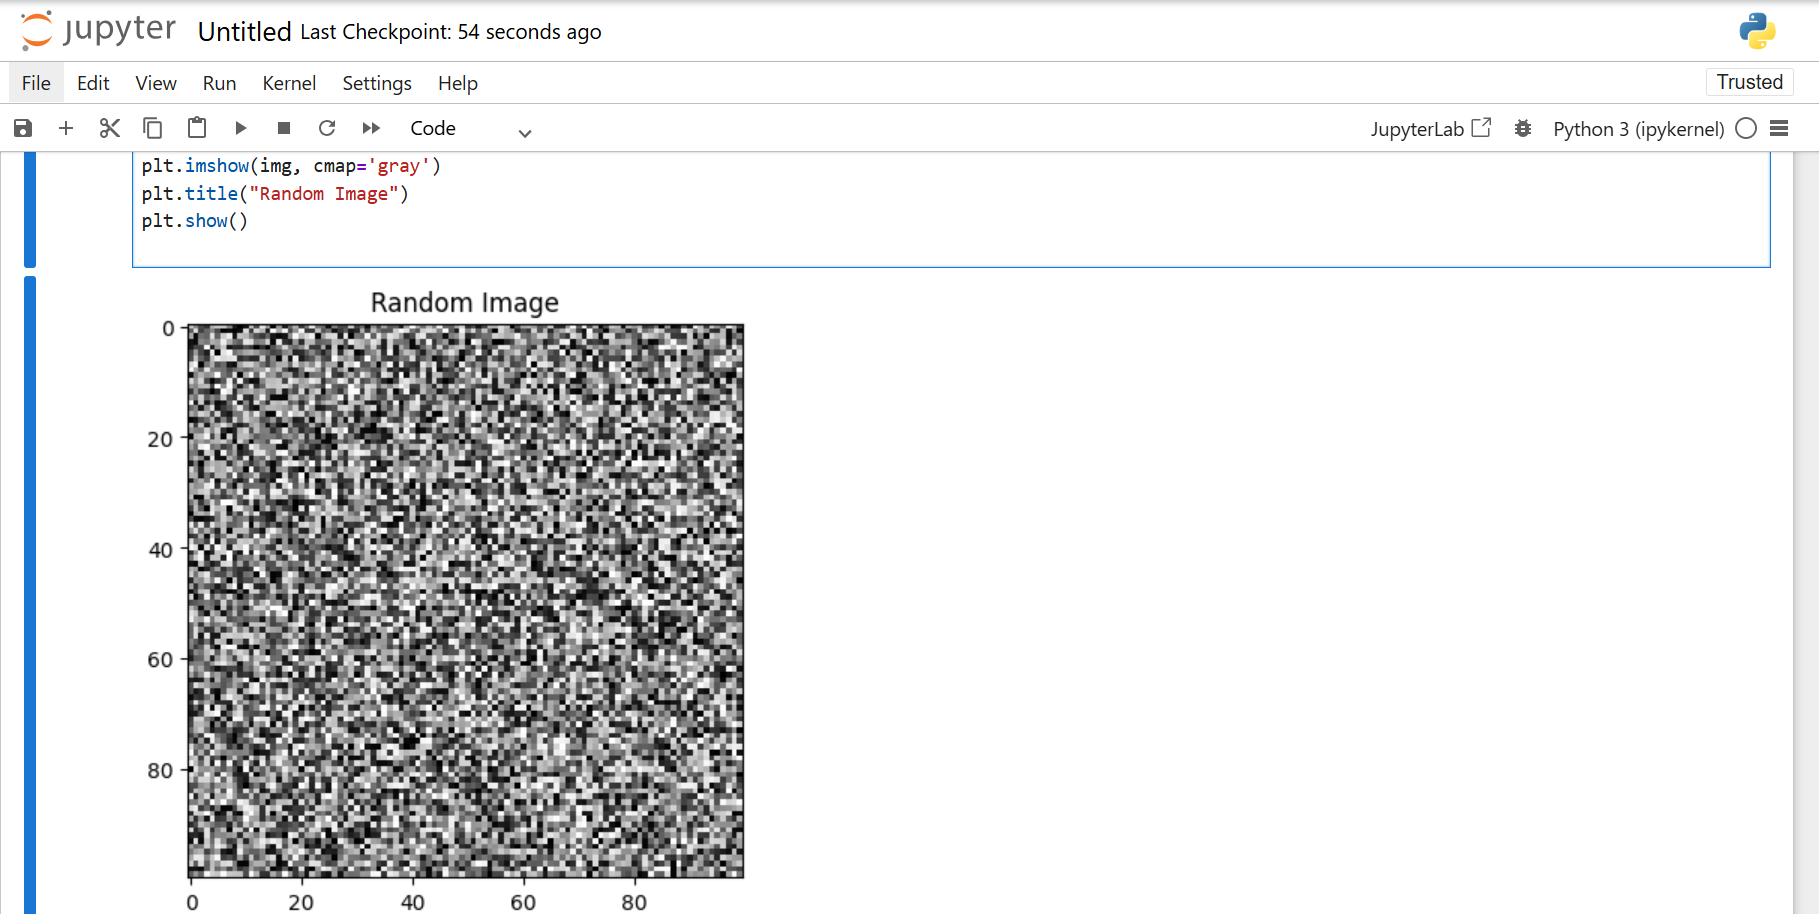 jupyter Untitled Last Checkpoint: 54 seconds ago
File Edit View Run Kernel Settings Help Trusted
Code JupyterLab Python 3 (ipykernel)
plt.imshow(img, cmap='gray')
plt.title("Random Image")
plt.show()
Random Image
0
20
40
60
80
0 20 40 60 80